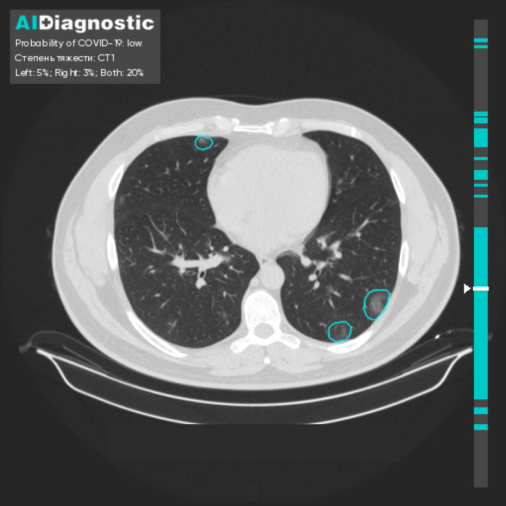 AIDiagnostic
Probability of COVID-19: low
Степень тяжести: CT1
Left: 5%; Right: 3%; Both: 20%